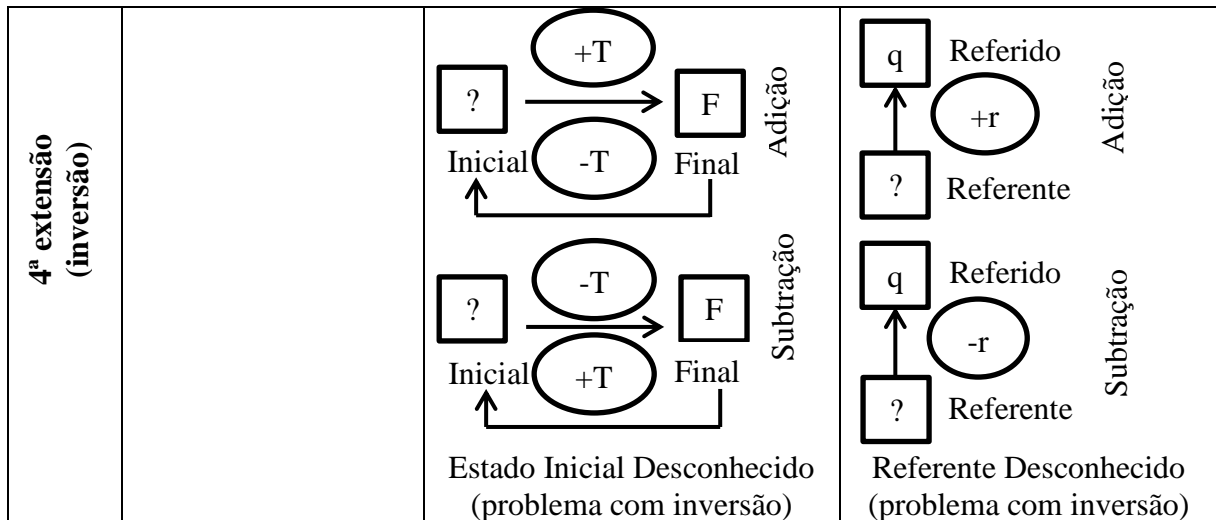 4ª extensão
(inversão)
+T
?
F
-T
Inicial
Final
Adição
-T
?
F
+T
Inicial
Final
Subtração
Estado Inicial Desconhecido
(problema com inversão)
q
Referido
+r
?
Referente
Adição
q
Referido
-r
?
Referente
Subtração
Referente Desconhecido
(problema com inversão)